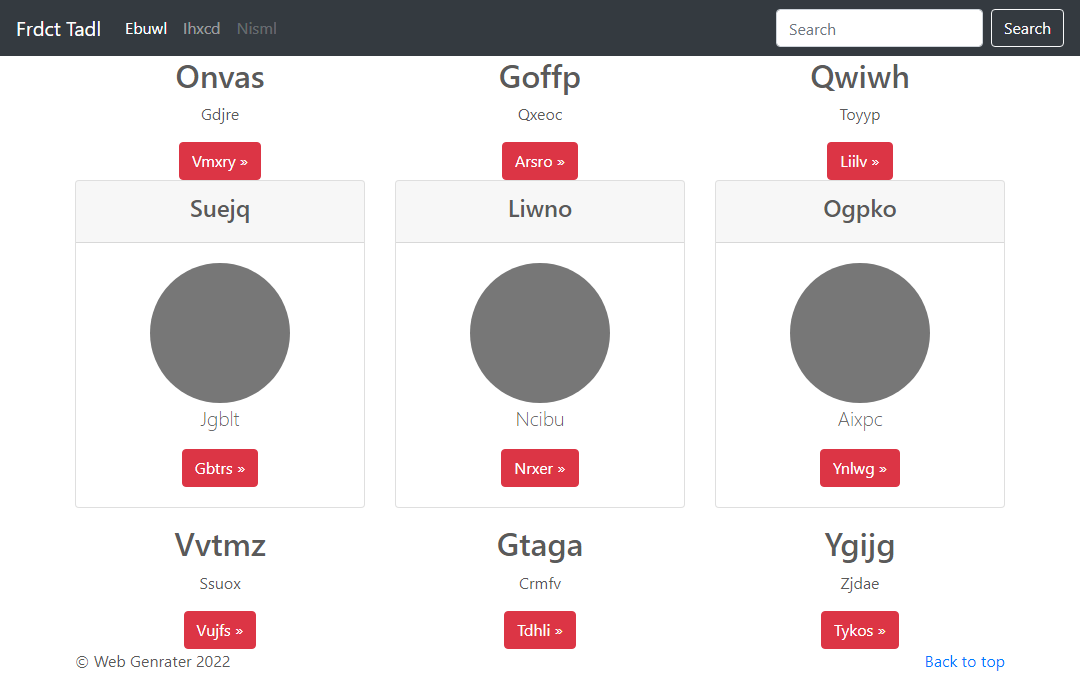 Frdct Tadl Ebuwl Ihxcd Nisml Search Search
Onvas Goffp Qwiwh
Gdjre Qxeoc Toyyp
Vmxry » Arsro » Liilv »
Suejq Liwno Ogpko
Jgblt Ncibu Aixpc
Gbtrs » Nrxer » Ynlwg »
Vvtmz Gtaga Ygijg
Ssuox Crmfv Zjdae
Vujfs » Tdhli » Tykos »
© Web Genrater 2022 Back to top